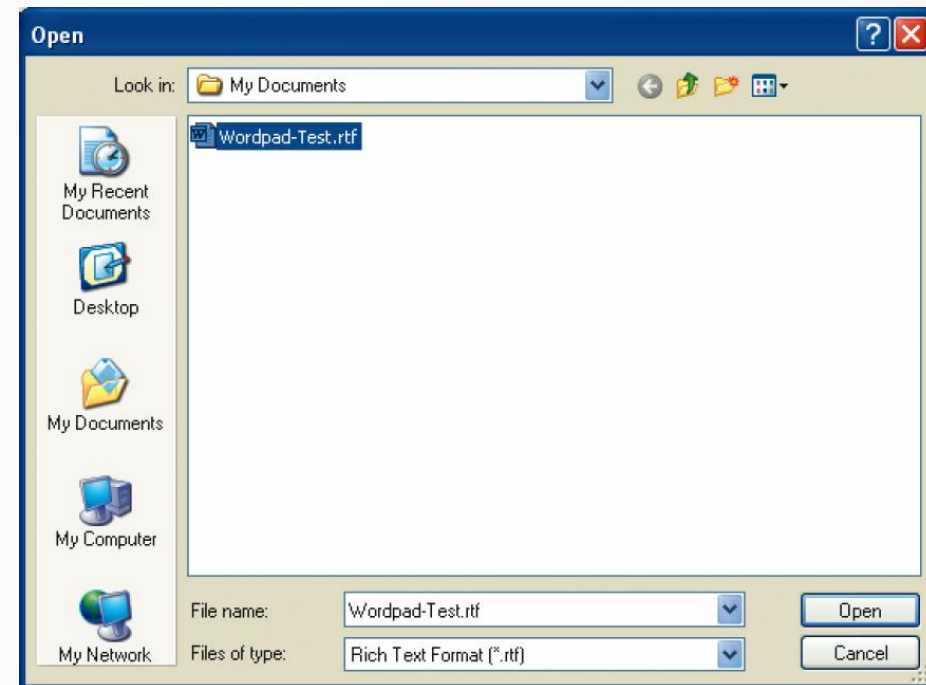 Open
Look in: My Documents
Wordpad-Test.rtf
My Recent
Documents
Desktop
My Documents
My Computer
My Network
File name: Wordpad-Test.rtf Open
Files of type: Rich Text Format (*.rtf) Cancel